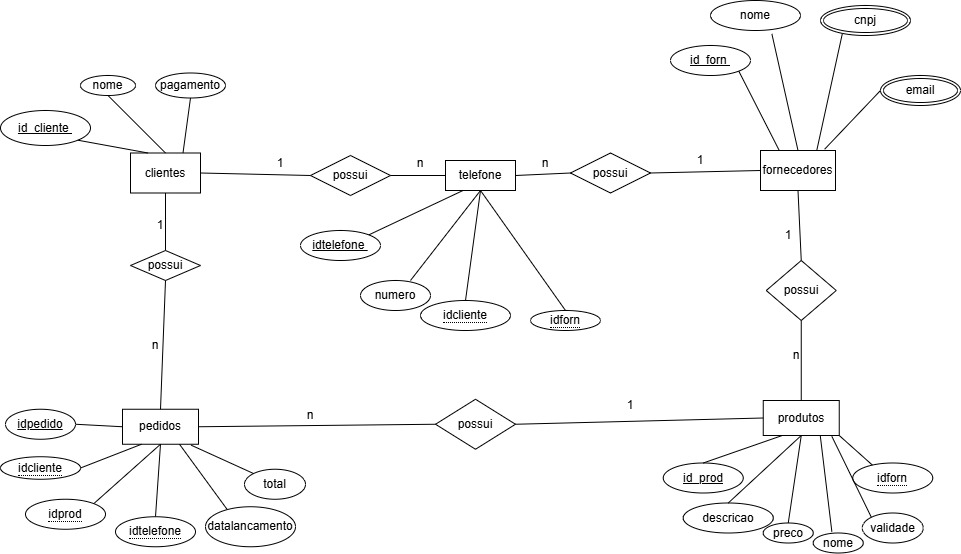 nome
cnpj
id_forn
email
nome
pagamento
id_cliente
clientes
1
possui
n
telefone
n
possui
1
fornecedores
1
possui
n
idtelefone
numero
idcliente
idforn
1
possui
n
idpedido
pedidos
n
possui
1
produtos
idcliente
idprod
idtelefone
datalancamento
total
id_prod
descricao
preco
nome
validade
idforn